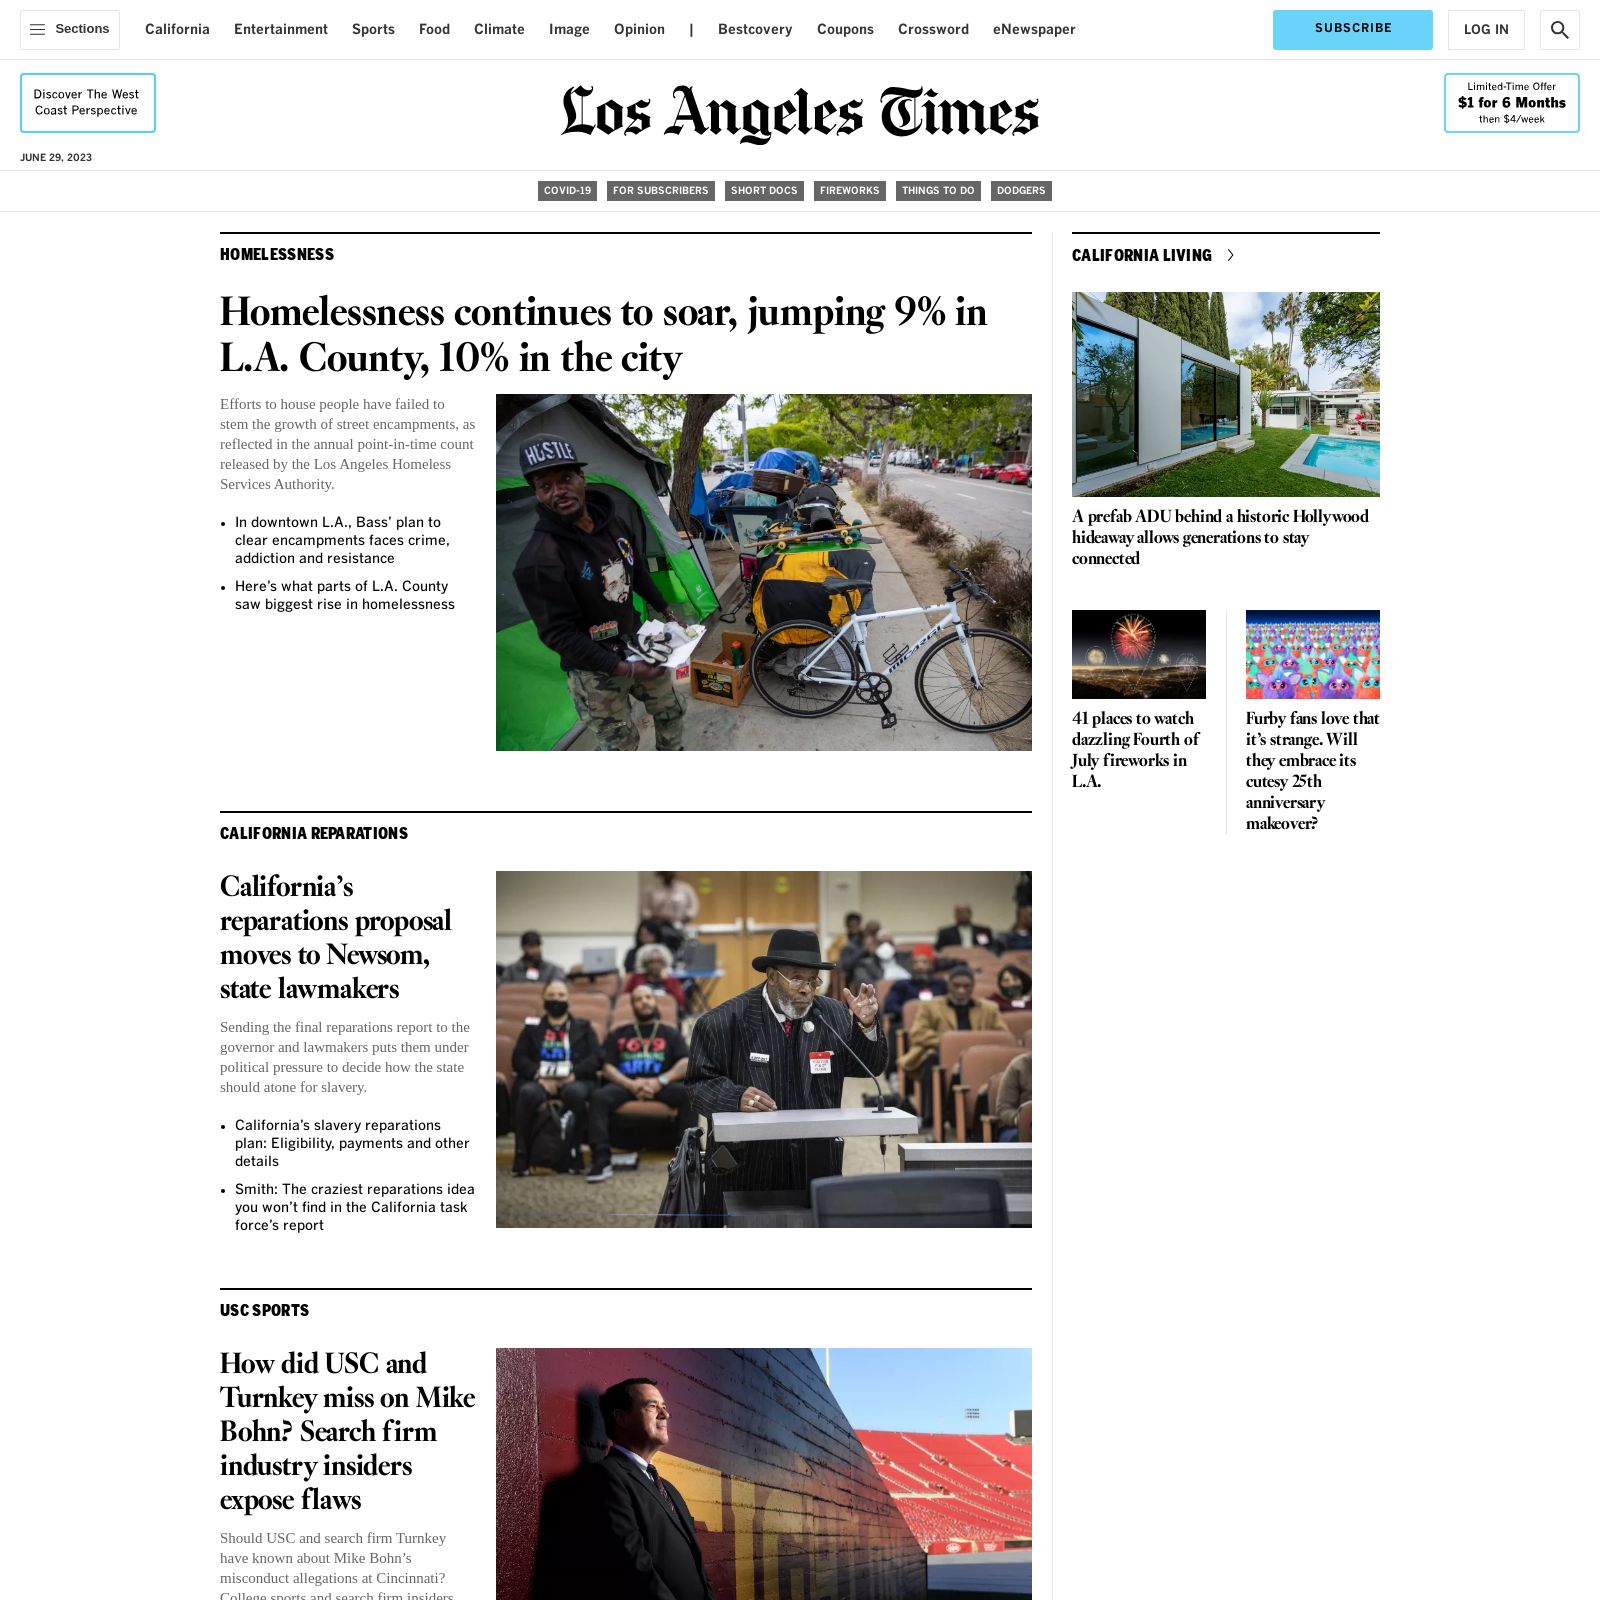 Sections
California
Entertainment
Sports
Food
Climate
Image
Opinion
|
Bestcovery
Coupons
Crossword
eNewspaper
SUBSCRIBE
LOG IN
Discover The West
Coast Perspective
Los Angeles Times
Limited-Time Offer
$1 for 6 Months
then $4/week
JUNE 29, 2023
COVID-19
FOR SUBSCRIBERS
SHORT DOCS
FIREWORKS
THINGS TO DO
DODGERS
HOMELESSNESS
Homelessness continues to soar, jumping 9% in
L.A. County, 10% in the city
Efforts to house people have failed to
stem the growth of street encampments, as
reflected in the annual point-in-time count
released by the Los Angeles Homeless
Services Authority.
In downtown L.A., Bass’ plan to
clear encampments faces crime,
addiction and resistance
Here’s what parts of L.A. County
saw biggest rise in homelessness
HUSTLE
CALIFORNIA REPARATIONS
California’s
reparations proposal
moves to Newsom,
state lawmakers
Sending the final reparations report to the
governor and lawmakers puts them under
political pressure to decide how the state
should atone for slavery.
California’s slavery reparations
plan: Eligibility, payments and other
details
Smith: The craziest reparations idea
you won’t find in the California task
force’s report
1619
USC SPORTS
How did USC and
Turnkey miss on Mike
Bohn? Search firm
industry insiders
expose flaws
Should USC and search firm Turnkey
have known about Mike Bohn’s
misconduct allegations at Cincinnati?
College sports and search firm insiders
CALIFORNIA LIVING
A prefab ADU behind a historic Hollywood
hideaway allows generations to stay
connected
41 places to watch
dazzling Fourth of
July fireworks in
L.A.
Furby fans love that
it’s strange. Will
they embrace its
cutesy 25th
anniversary
makeover?